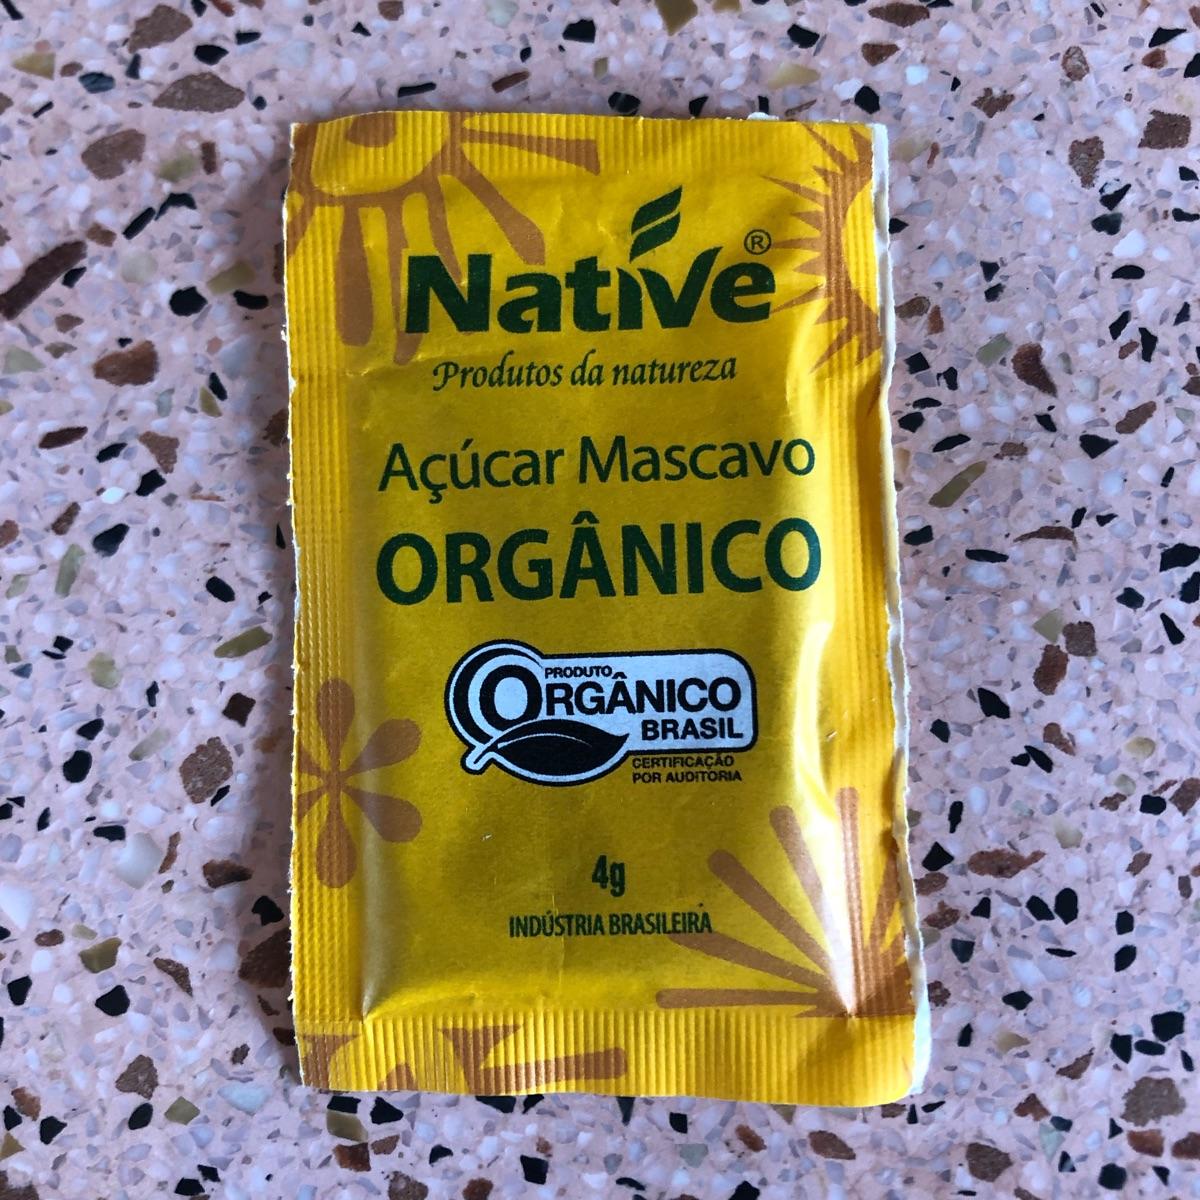 Native®
Produtos da natureza
Açúcar Mascavo
ORGÂNICO
PRODUTO
ORGÂNICO
BRASIL
CERTIFICAÇÃO
POR AUDITORIA
4g
INDÚSTRIA BRASILEIRA